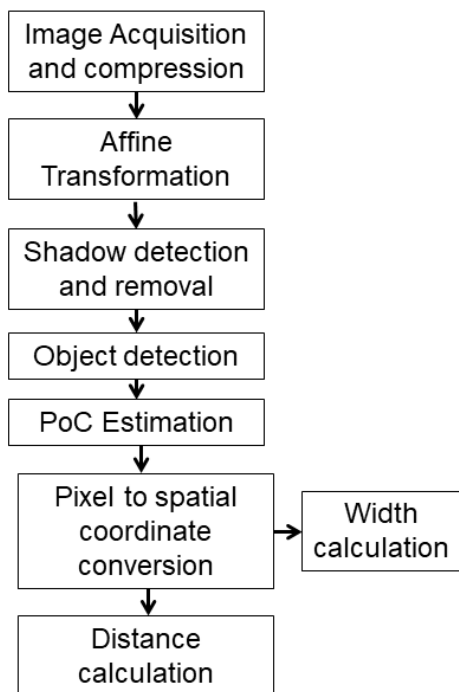 Image Acquisition
and compression
Affine
Transformation
Shadow detection
and removal
Object detection
PoC Estimation
Pixel to spatial
coordinate
conversion
Width
calculation
Distance
calculation